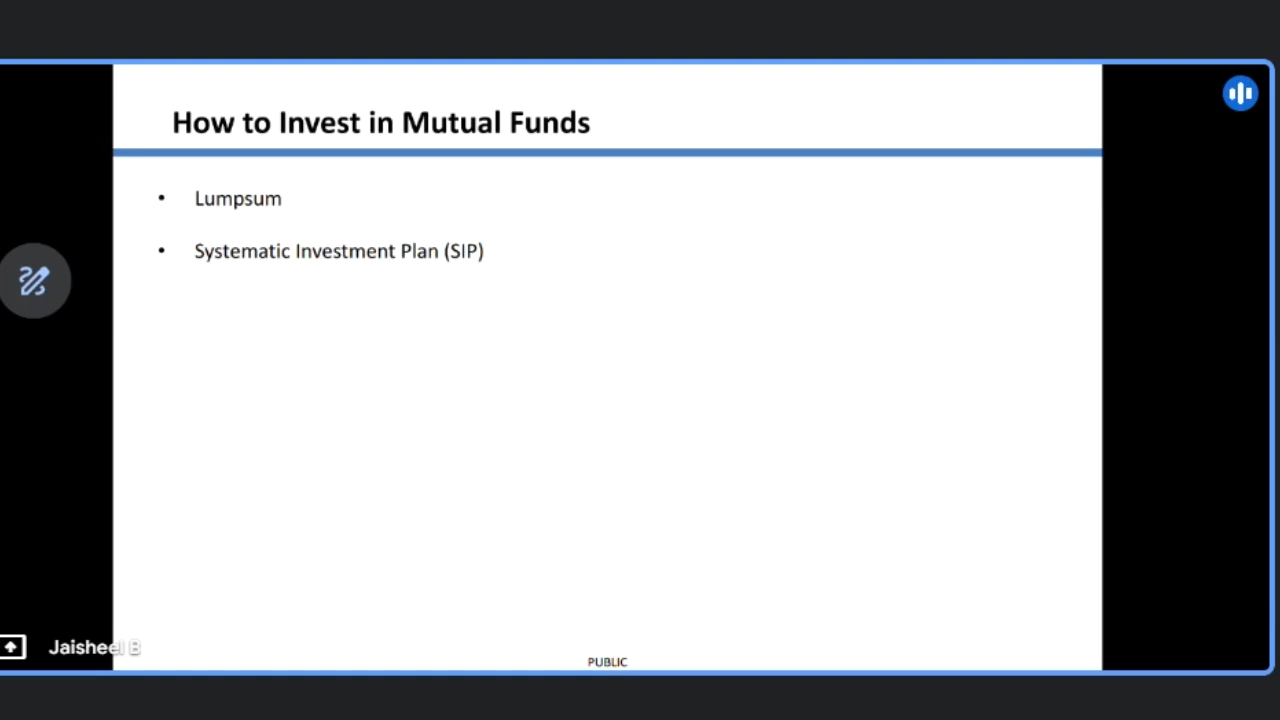 How to Invest in Mutual Funds
• Lumpsum
• Systematic Investment Plan (SIP)
Jaisheel B
PUBLIC